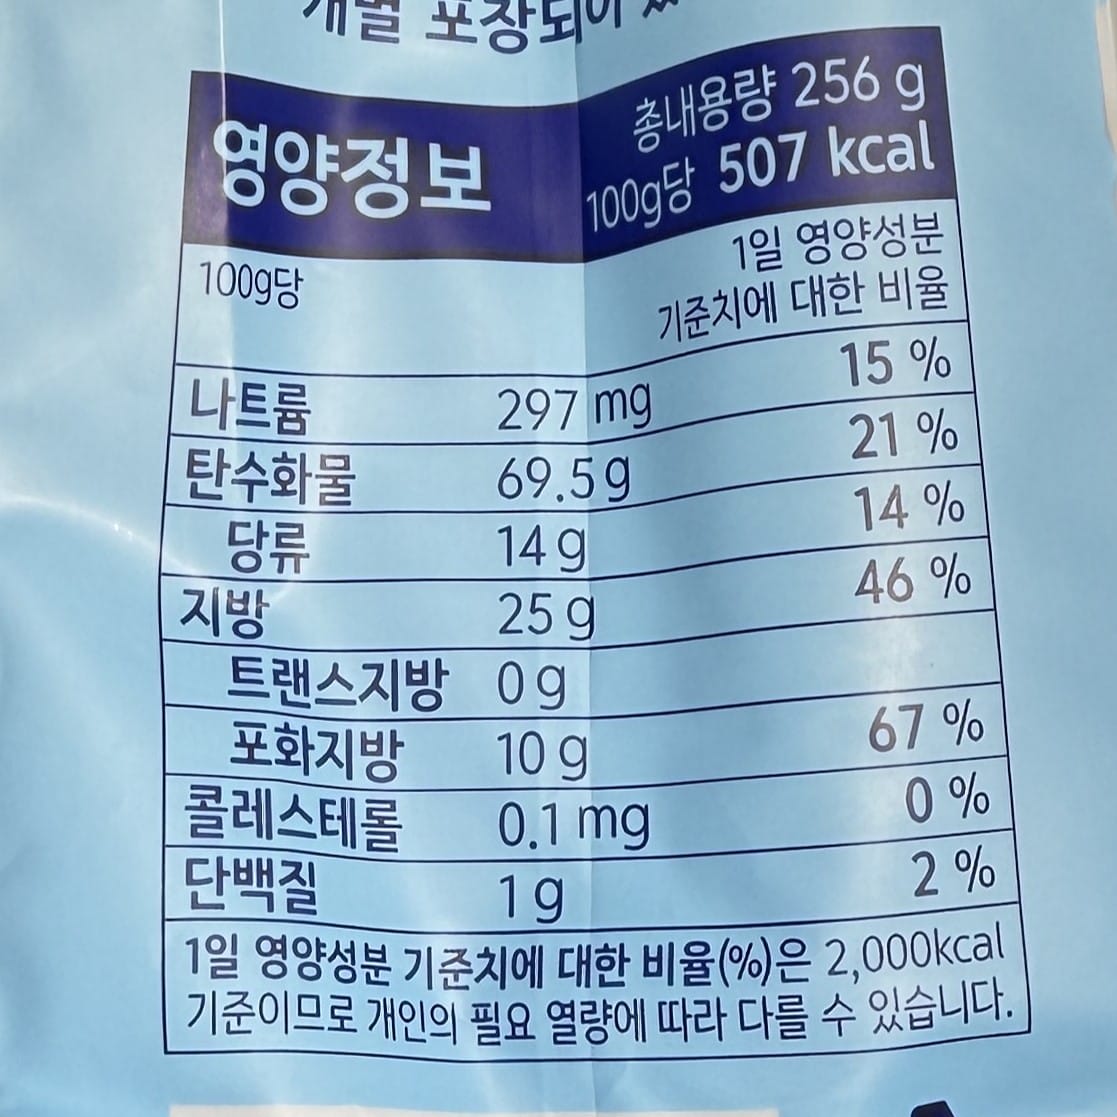 개별 포장되어
영양정보
총내용량 256 g
100g당 507 kcal
100g당
1일 영양성분
기준치에 대한 비율
나트륨 297 mg 15 %
탄수화물 69.5 g 21 %
당류 14 g 14 %
지방 25 g 46 %
트랜스지방 0 g
포화지방 10 g 67 %
콜레스테롤 0.1 mg 0 %
단백질 1 g 2 %
1일 영양성분 기준치에 대한 비율(%)은 2,000kcal
기준이므로 개인의 필요 열량에 따라 다를 수 있습니다.